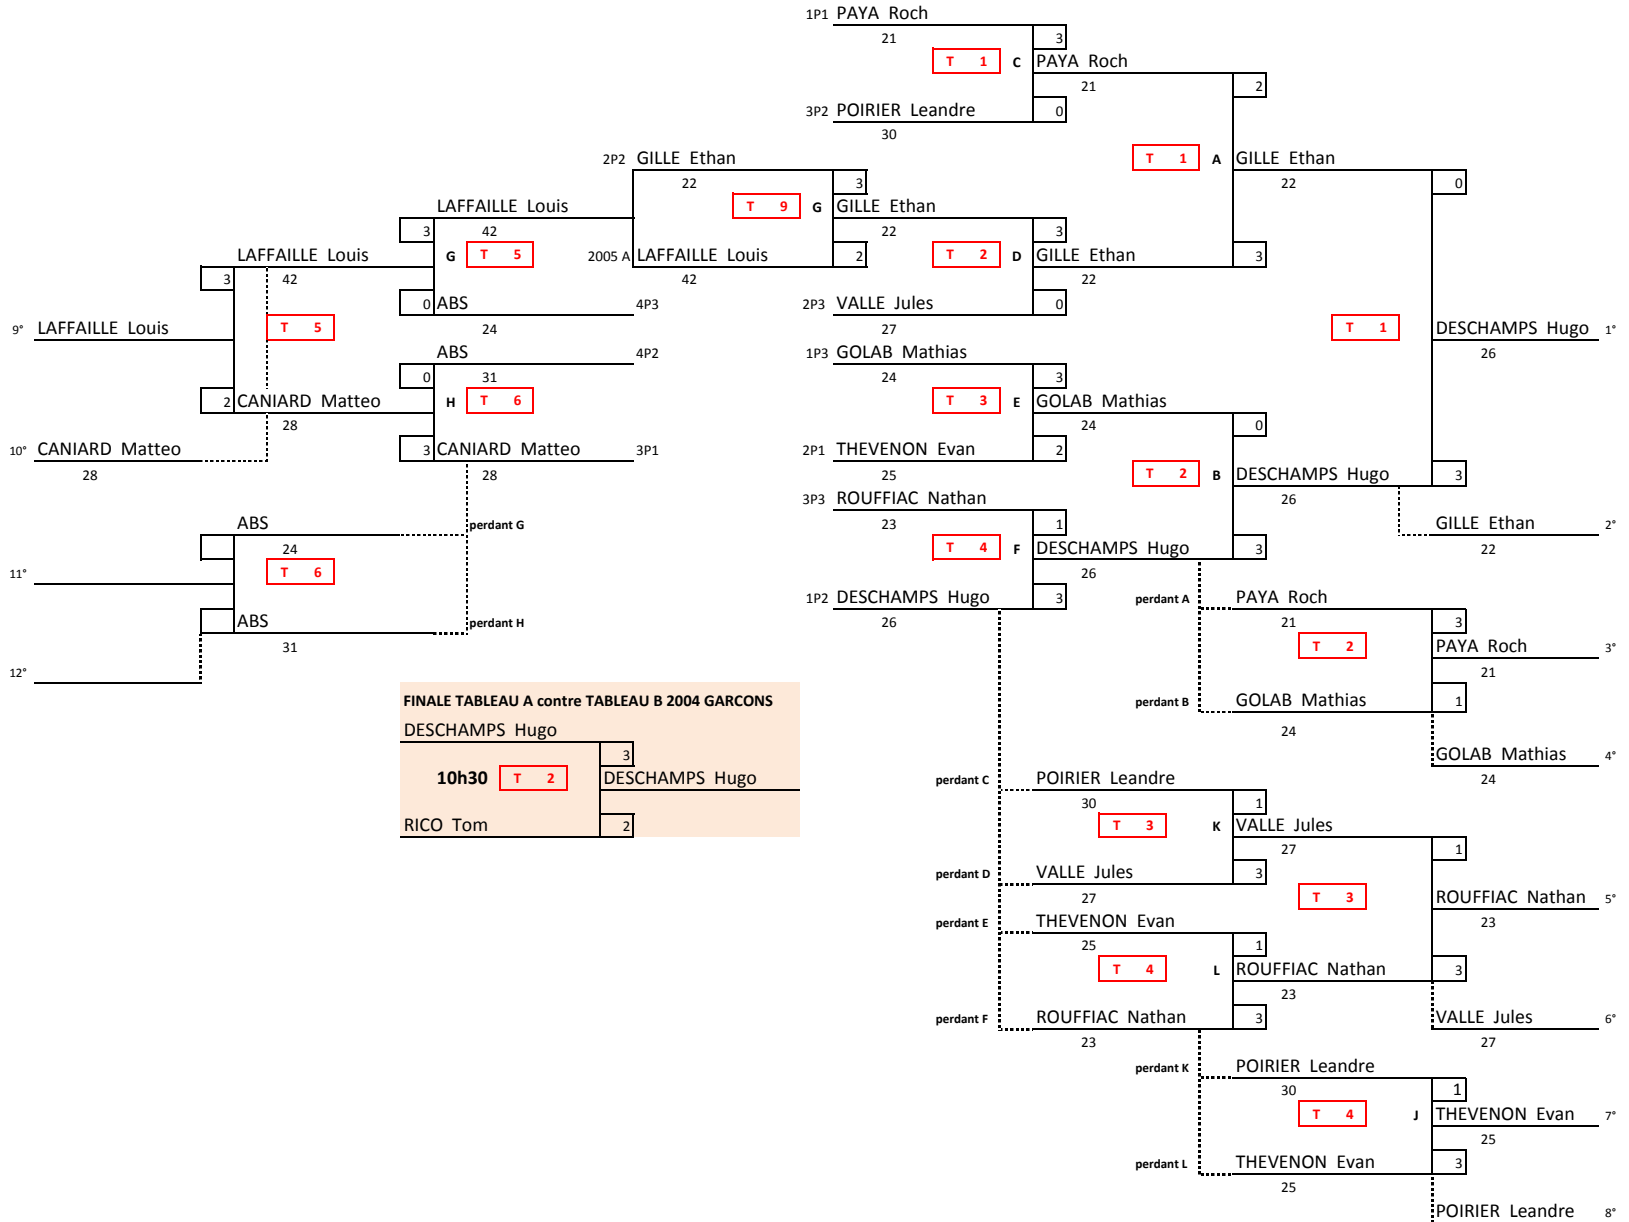 1P1 PAYA Roch
21 3
T 1 C PAYA Roch
21 2
3P2 POIRIER Leandre 0
30
2P2 GILLE Ethan T 1 A GILLE Ethan
22 3 22 0
LAFFAILLE Louis T 9 G GILLE Ethan
3 42 22 3
LAFFAILLE Louis G T 5 2005 A LAFFAILLE Louis 2 T 2 D GILLE Ethan 3
3 42 42 22
0 ABS 4P3 2P3 VALLE Jules 0
9° LAFFAILLE Louis T 5 24 27 T 1 DESCHAMPS Hugo 1°
ABS 4P2 1P3 GOLAB Mathias 26
0 31 24 3
2 CANIARD Matteo H T 6 T 3 E GOLAB Mathias
28 24 0
10° CANIARD Matteo 3 CANIARD Matteo 3P1 2P1 THEVENON Evan 2
28 28 25 T 2 B DESCHAMPS Hugo 3
3P3 ROUFFIAC Nathan 26
ABS perdant G 23 1 GILLE Ethan 2°
24 T 4 F DESCHAMPS Hugo 3 22
11° T 6 26
1P2 DESCHAMPS Hugo 3 perdant A PAYA Roch
ABS perdant H 26 21 3
31 T 2 PAYA Roch 3°
12° 21
FINALE TABLEAU A contre TABLEAU B 2004 GARCONS perdant B GOLAB Mathias 1
DESCHAMPS Hugo 24
3 GOLAB Mathias 4°
10h30 T 2 DESCHAMPS Hugo perdant C POIRIER Leandre 24
30 1
RICO Tom 2 T 3 K VALLE Jules
27 1
perdant D VALLE Jules 3
27 T 3 ROUFFIAC Nathan 5°
perdant E THEVENON Evan 23
25 1
T 4 L ROUFFIAC Nathan 3
23
perdant F ROUFFIAC Nathan 3 VALLE Jules 6°
23 27
perdant K POIRIER Leandre
30 1
T 4 J THEVENON Evan 7°
25
perdant L THEVENON Evan 3
25
POIRIER Leandre 8°